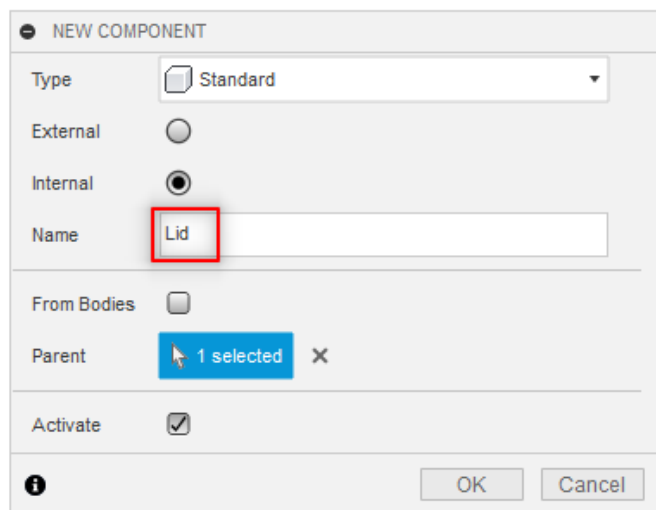 NEW COMPONENT
Type Standard
External
Internal
Name Lid
From Bodies
Parent 1 selected
Activate
OK Cancel